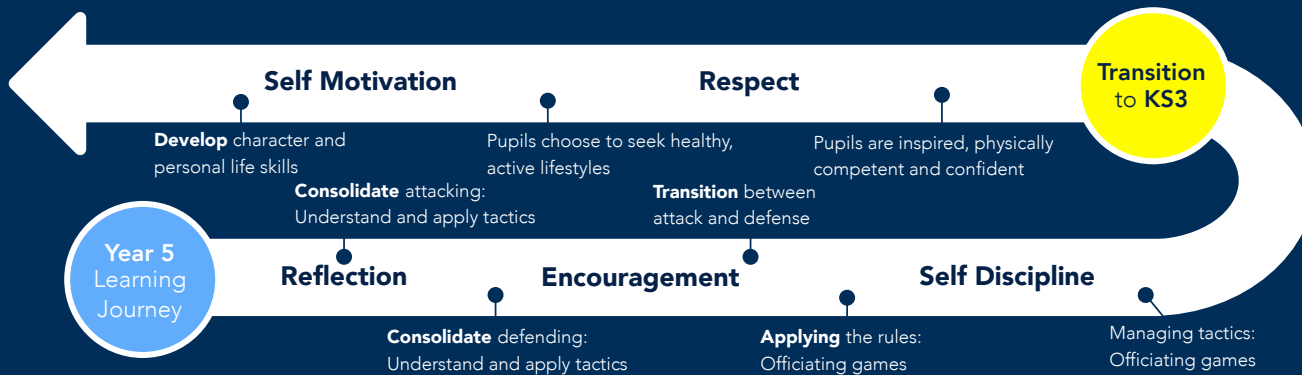 Self Motivation
Respect
Transition
to KS3
Develop character and
personal life skills
Pupils choose to seek healthy,
active lifestyles
Pupils are inspired, physically
competent and confident
Consolidate attacking:
Understand and apply tactics
Transition between
attack and defense
Year 5
Learning
Journey
Reflection
Encouragement
Self Discipline
Consolidate defending:
Understand and apply tactics
Applying the rules:
Officiating games
Managing tactics:
Officiating games